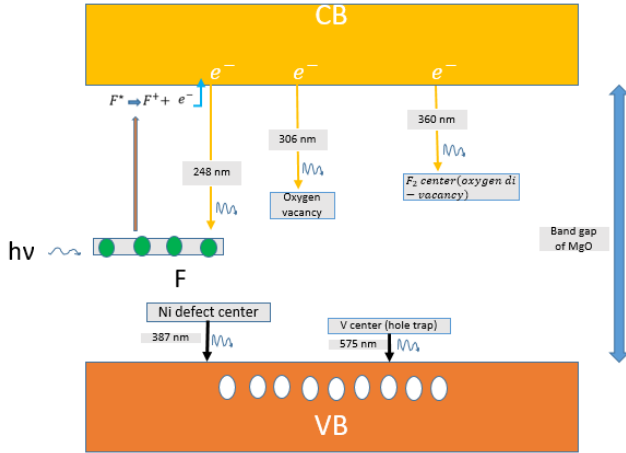 CB
e⁻ e⁻ e⁻
F* ➡ F⁺ + e⁻
360 nm
306 nm
248 nm
F₂ center(oxygen di
− vacancy)
Oxygen
vacancy
Band gap
of MgO
hν
F
Ni defect center
V center (hole trap)
387 nm
575 nm
VB